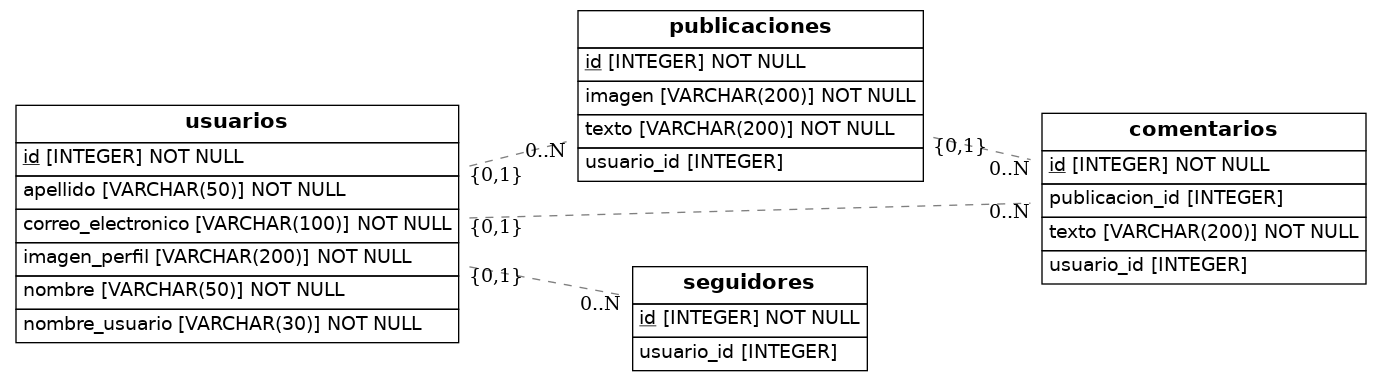 usuarios
id [INTEGER] NOT NULL
apellido [VARCHAR(50)] NOT NULL
correo_electronico [VARCHAR(100)] NOT NULL
imagen_perfil [VARCHAR(200)] NOT NULL
nombre [VARCHAR(50)] NOT NULL
nombre_usuario [VARCHAR(30)] NOT NULL
{0,1}
0..N
{0,1}
0..N
{0,1}
0..N
publicaciones
id [INTEGER] NOT NULL
imagen [VARCHAR(200)] NOT NULL
texto [VARCHAR(200)] NOT NULL
usuario_id [INTEGER]
{0,1}
0..N
seguidores
id [INTEGER] NOT NULL
usuario_id [INTEGER]
comentarios
id [INTEGER] NOT NULL
publicacion_id [INTEGER]
texto [VARCHAR(200)] NOT NULL
usuario_id [INTEGER]